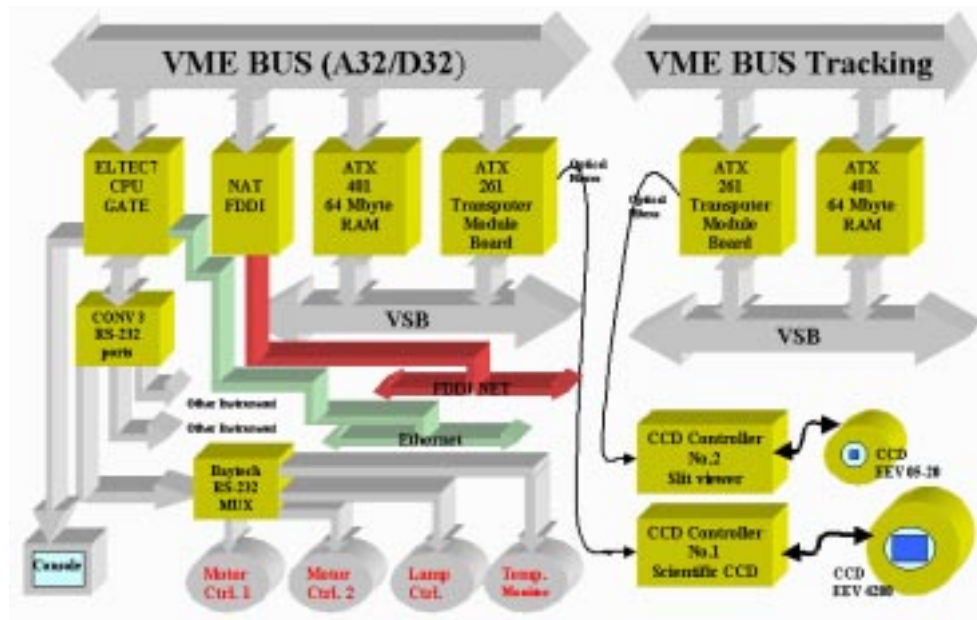 VME BUS (A32/D32)
VME BUS Tracking
ELTEC7
CPU
GATE
NAT
FDDI
ATX
401
64 Mbyte
RAM
ATX
261
Transputer
Module
Board
Optical
Fibres
Optical
Fibres
ATX
261
Transputer
Module
Board
ATX
401
64 Mbyte
RAM
VSB
VSB
CONV 3
RS-232
ports
FDDI NET
Other Instrument
Other Instrument
Ethernet
Baytech
RS-232
MUX
CCD Controller
No.2
Slit viewer
CCD
EEV 05-20
CCD Controller
No.1
Scientific CCD
CCD
EEV 4280
Console
Motor
Ctrl. 1
Motor
Ctrl. 2
Lamp
Ctrl.
Temp.
Monitor